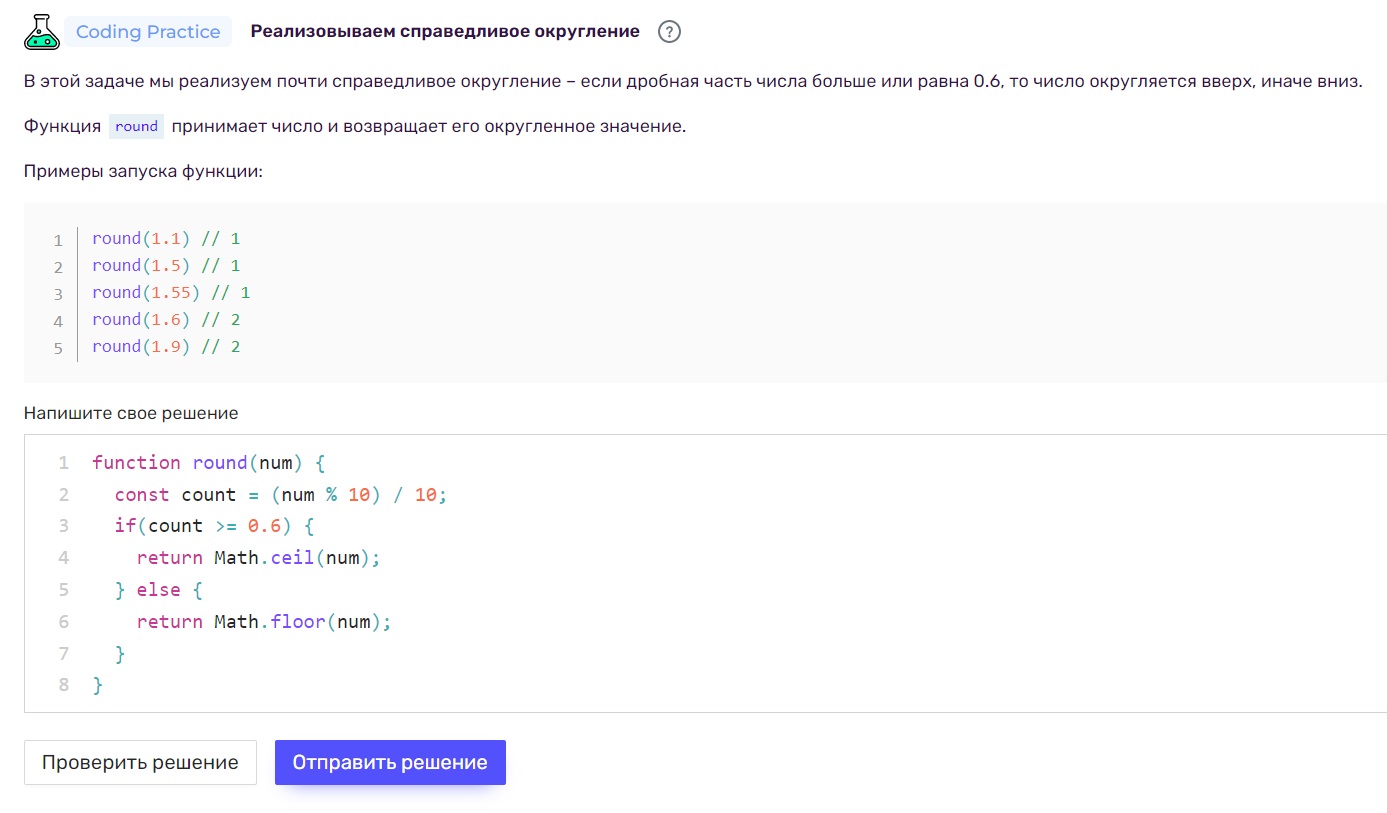 Coding Practice Реализовываем справедливое округление ?
В этой задаче мы реализуем почти справедливое округление – если дробная часть числа больше или равна 0.6, то число округляется вверх, иначе вниз.
Функция round принимает число и возвращает его округленное значение.
Примеры запуска функции:
1 round(1.1) // 1
2 round(1.5) // 1
3 round(1.55) // 1
4 round(1.6) // 2
5 round(1.9) // 2
Напишите свое решение
1 function round(num) {
2   const count = (num % 10) / 10;
3   if(count >= 0.6) {
4     return Math.ceil(num);
5   } else {
6     return Math.floor(num);
7   }
8 }
Проверить решение Отправить решение